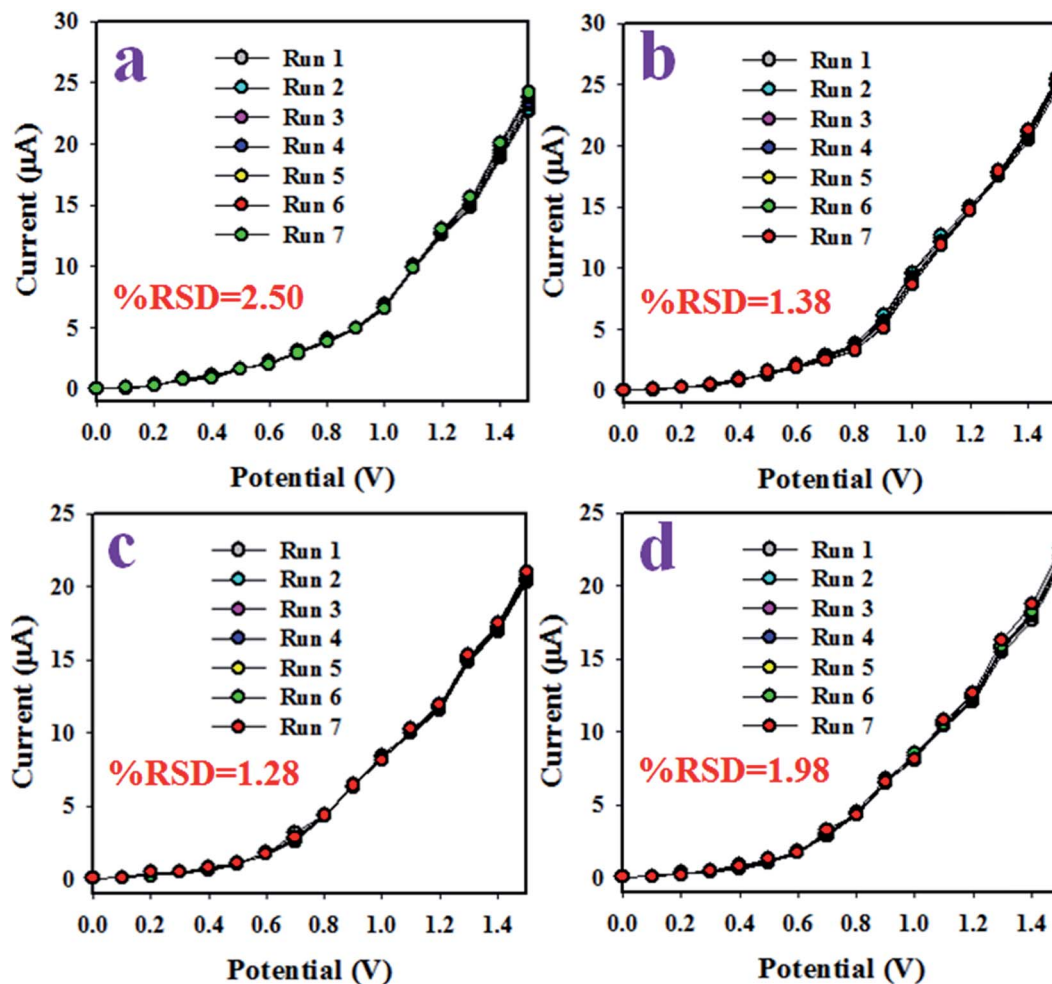 a
Run 1
Run 2
Run 3
Run 4
Run 5
Run 6
Run 7
%RSD=2.50
Current (µA)
30
25
20
15
10
5
0
0.0 0.2 0.4 0.6 0.8 1.0 1.2 1.4
Potential (V)
b
Run 1
Run 2
Run 3
Run 4
Run 5
Run 6
Run 7
%RSD=1.38
Current (µA)
30
25
20
15
10
5
0
0.0 0.2 0.4 0.6 0.8 1.0 1.2 1.4
Potential (V)
c
Run 1
Run 2
Run 3
Run 4
Run 5
Run 6
Run 7
%RSD=1.28
Current (µA)
25
20
15
10
5
0
0.0 0.2 0.4 0.6 0.8 1.0 1.2 1.4
Potential (V)
d
Run 1
Run 2
Run 3
Run 4
Run 5
Run 6
Run 7
%RSD=1.98
Current (µA)
25
20
15
10
5
0
0.0 0.2 0.4 0.6 0.8 1.0 1.2 1.4
Potential (V)